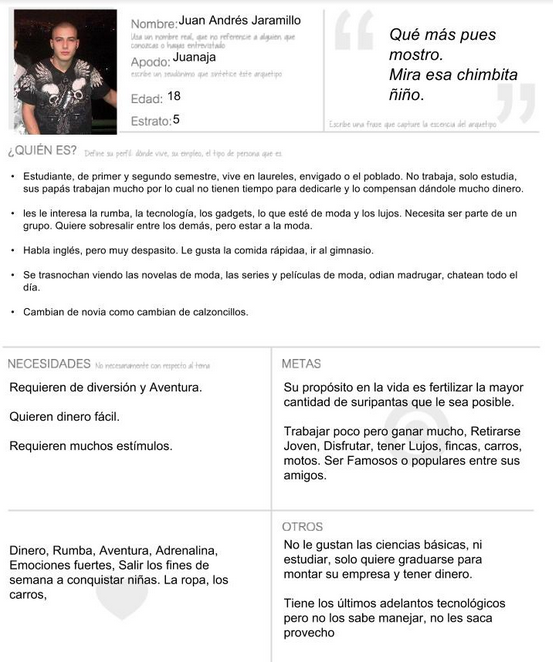 Nombre: Juan Andrés Jaramillo
Usa un nombre real, que no referencie a alguien que
conozcas o hayas entrevistado
Apodo: Juanaja
escribe un seudónimo que sintetice este arquetipo
Edad: 18
Estrato: 5
Qué más pues
mostro.
Mira esa chimbita
ñiño.
Escribe una frase que capture la escencia del arquetipo
¿QUIÉN ES? Define su perfil: dónde vive, su empleo, el tipo de persona que es
• Estudiante, de primer y segundo semestre, vive en laureles, envigado o el poblado. No trabaja, solo estudia,
sus papás trabajan mucho por lo cual no tienen tiempo para dedicarle y lo compensan dándole mucho dinero.
• les le interesa la rumba, la tecnología, los gadgets, lo que esté de moda y los lujos. Necesita ser parte de un
grupo. Quiere sobresalir entre los demás, pero estar a la moda.
• Habla inglés, pero muy despasito. Le gusta la comida rápidaa, ir al gimnasio.
• Se trasnochan viendo las novelas de moda, las series y películas de moda, odian madrugar, chatean todo el
día.
• Cambian de novia como cambian de calzoncillos.
NECESIDADES No necesariamente con respecto al tema
Requieren de diversión y Aventura.
Quieren dinero fácil.
Requieren muchos estímulos.
METAS
Su propósito en la vida es fertilizar la mayor
cantidad de suripantas que le sea posible.
Trabajar poco pero ganar mucho, Retirarse
Joven, Disfrutar, tener Lujos, fincas, carros,
motos. Ser Famosos o populares entre sus
amigos.
Dinero, Rumba, Aventura, Adrenalina,
Emociones fuertes, Salir los fines de
semana a conquistar niñas. La ropa, los
carros,
OTROS
No le gustan las ciencias básicas, ni
estudiar, solo quiere graduarse para
montar su empresa y tener dinero.
Tiene los últimos adelantos tecnológicos
pero no los sabe manejar, no les saca
provecho